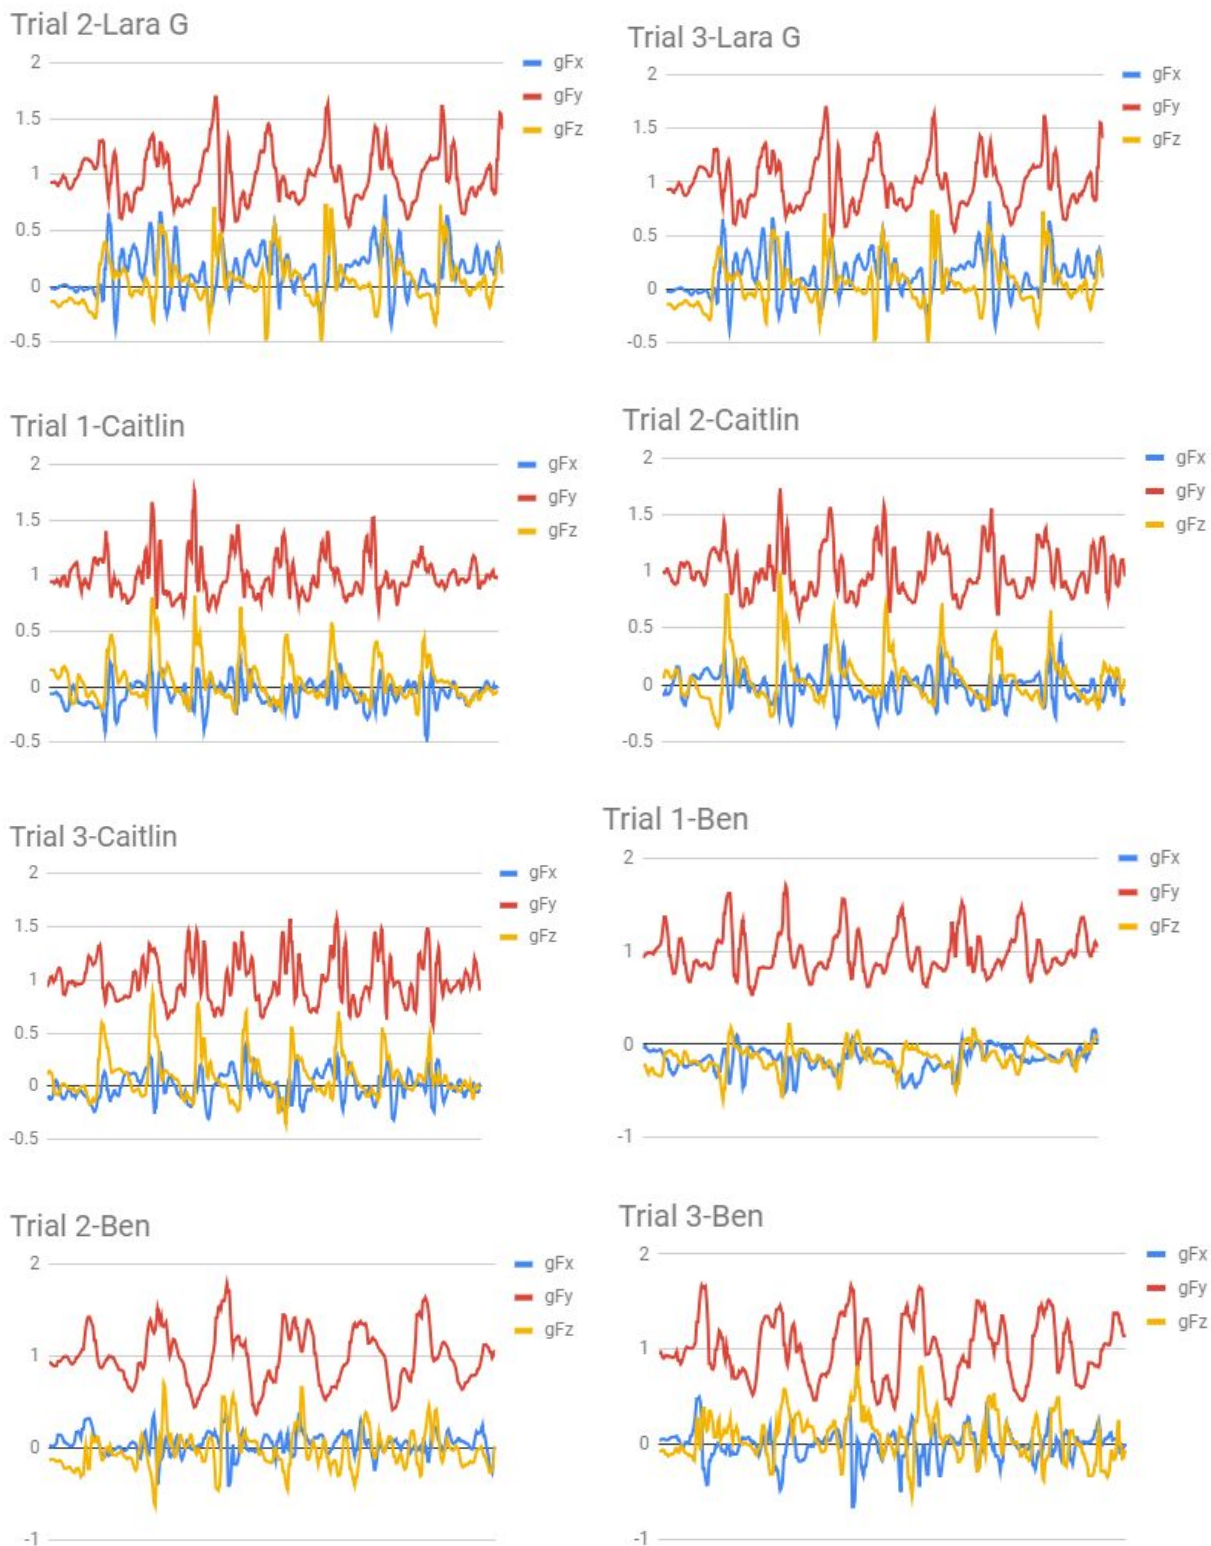 Trial 2-Lara G
2
gFx
gFy
1.5
gFz
1
0.5
0
-0.5
Trial 3-Lara G
2
gFx
gFy
1.5
gFz
1
0.5
0
-0.5
Trial 1-Caitlin
2
gFx
gFy
1.5
gFz
1
0.5
0
-0.5
Trial 2-Caitlin
2
gFx
gFy
1.5
gFz
1
0.5
0
-0.5
Trial 3-Caitlin
2
gFx
gFy
1.5
gFz
1
0.5
0
-0.5
Trial 1-Ben
2
gFx
gFy
gFz
1
0
-1
Trial 2-Ben
2
gFx
gFy
gFz
1
0
-1
Trial 3-Ben
2
gFx
gFy
gFz
1
0
-1